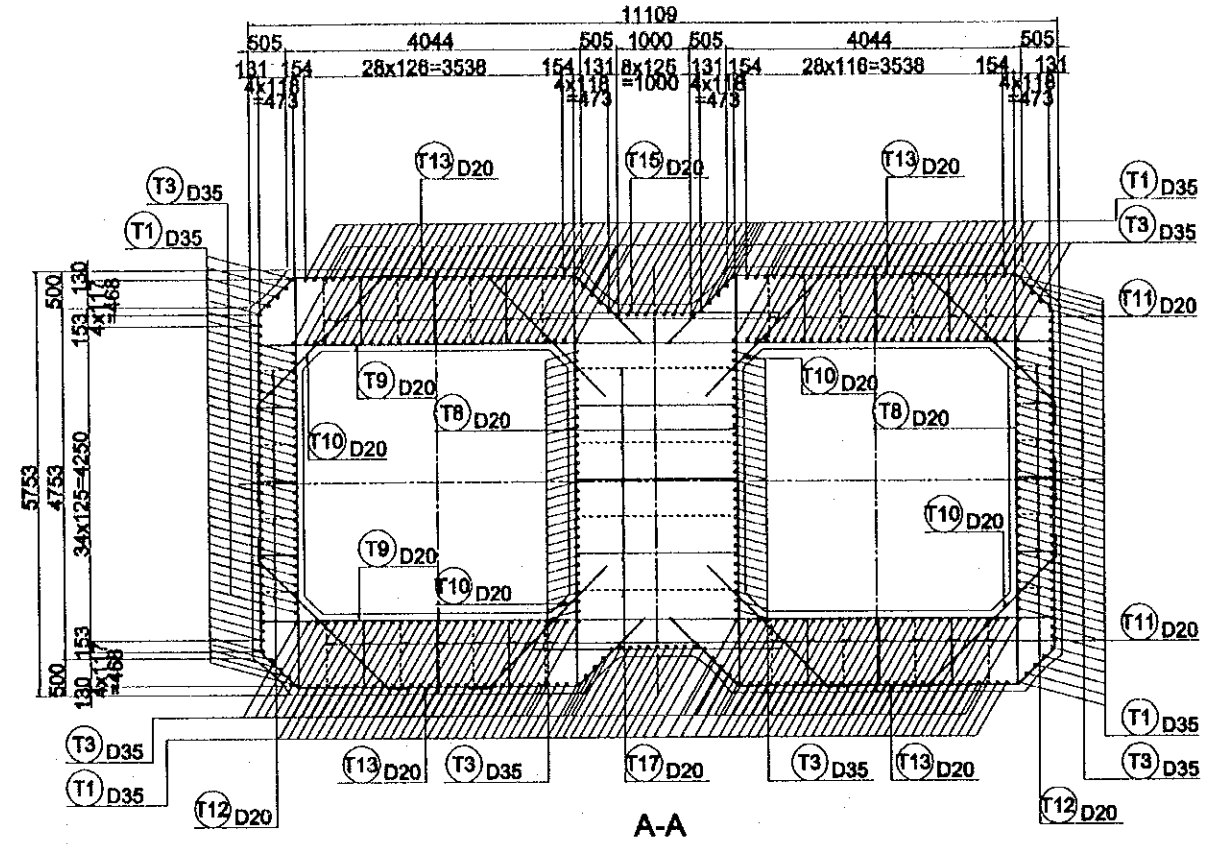 11109
505 4044 505 1000 505 4044 505
131 154 28x126=3538 154 131 8x125 131 154 28x116=3538 154 131
4x118 4x118 =1000 4x118 4x118
=473 =473 =473 =473
T13 D20 T15 D20 T13 D20
T3 D35 T1 D35
T1 D35 T3 D35
500 130
4x117
=468
153
T11 D20
T9 D20 T10 D20
T8 D20 T8 D20
T10 D20
5753 4753 34x125=4250
T10 D20
T9 D20
T10 D20
T11 D20
153
4x117
=468
500 130
T3 D35 T1 D35
T13 D20 T3 D35 T17 D20 T3 D35 T13 D20 T3 D35
T1 D35
T12 D20 T12 D20
A-A